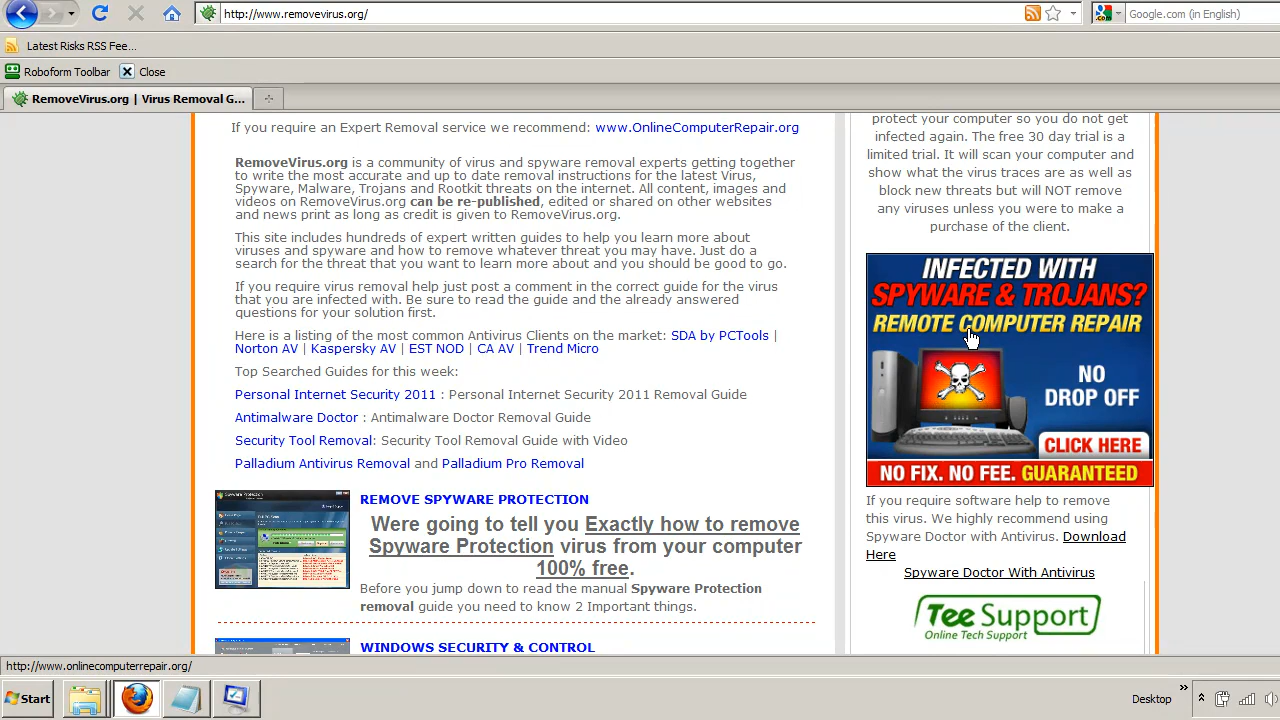 http://www.removevirus.org/
Google.com (in English)
Latest Risks RSS Fee...
Roboform Toolbar Close
RemoveVirus.org | Virus Removal G...
If you require an Expert Removal service we recommend: www.OnlineComputerRepair.org
RemoveVirus.org is a community of virus and spyware removal experts getting together
to write the most accurate and up to date removal instructions for the latest Virus,
Spyware, Malware, Trojans and Rootkit threats on the internet. All content, images and
videos on RemoveVirus.org can be re-published, edited or shared on other websites
and news print as long as credit is given to RemoveVirus.org.
This site includes hundreds of expert written guides to help you learn more about
viruses and spyware and how to remove whatever threat you may have. Just do a
search for the threat that you want to learn more about and you should be good to go.
If you require virus removal help just post a comment in the correct guide for the virus
that you are infected with. Be sure to read the guide and the already answered
questions for your solution first.
Here is a listing of the most common Antivirus Clients on the market: SDA by PCTools |
Norton AV | Kaspersky AV | EST NOD | CA AV | Trend Micro
Top Searched Guides for this week:
Personal Internet Security 2011 : Personal Internet Security 2011 Removal Guide
Antimalware Doctor : Antimalware Doctor Removal Guide
Security Tool Removal: Security Tool Removal Guide with Video
Palladium Antivirus Removal and Palladium Pro Removal
REMOVE SPYWARE PROTECTION
Were going to tell you Exactly how to remove
Spyware Protection virus from your computer
100% free.
Before you jump down to read the manual Spyware Protection
removal guide you need to know 2 Important things.
WINDOWS SECURITY & CONTROL
protect your computer so you do not get
infected again. The free 30 day trial is a
limited trial. It will scan your computer and
show what the virus traces are as well as
block new threats but will NOT remove
any viruses unless you were to make a
purchase of the client.
INFECTED WITH
SPYWARE & TROJANS?
REMOTE COMPUTER REPAIR
NO
DROP OFF
CLICK HERE
NO FIX. NO FEE. GUARANTEED
If you require software help to remove
this virus. We highly recommend using
Spyware Doctor with Antivirus. Download
Here
Spyware Doctor With Antivirus
Tee Support
Online Tech Support
http://www.onlinecomputerrepair.org/
Start
Desktop